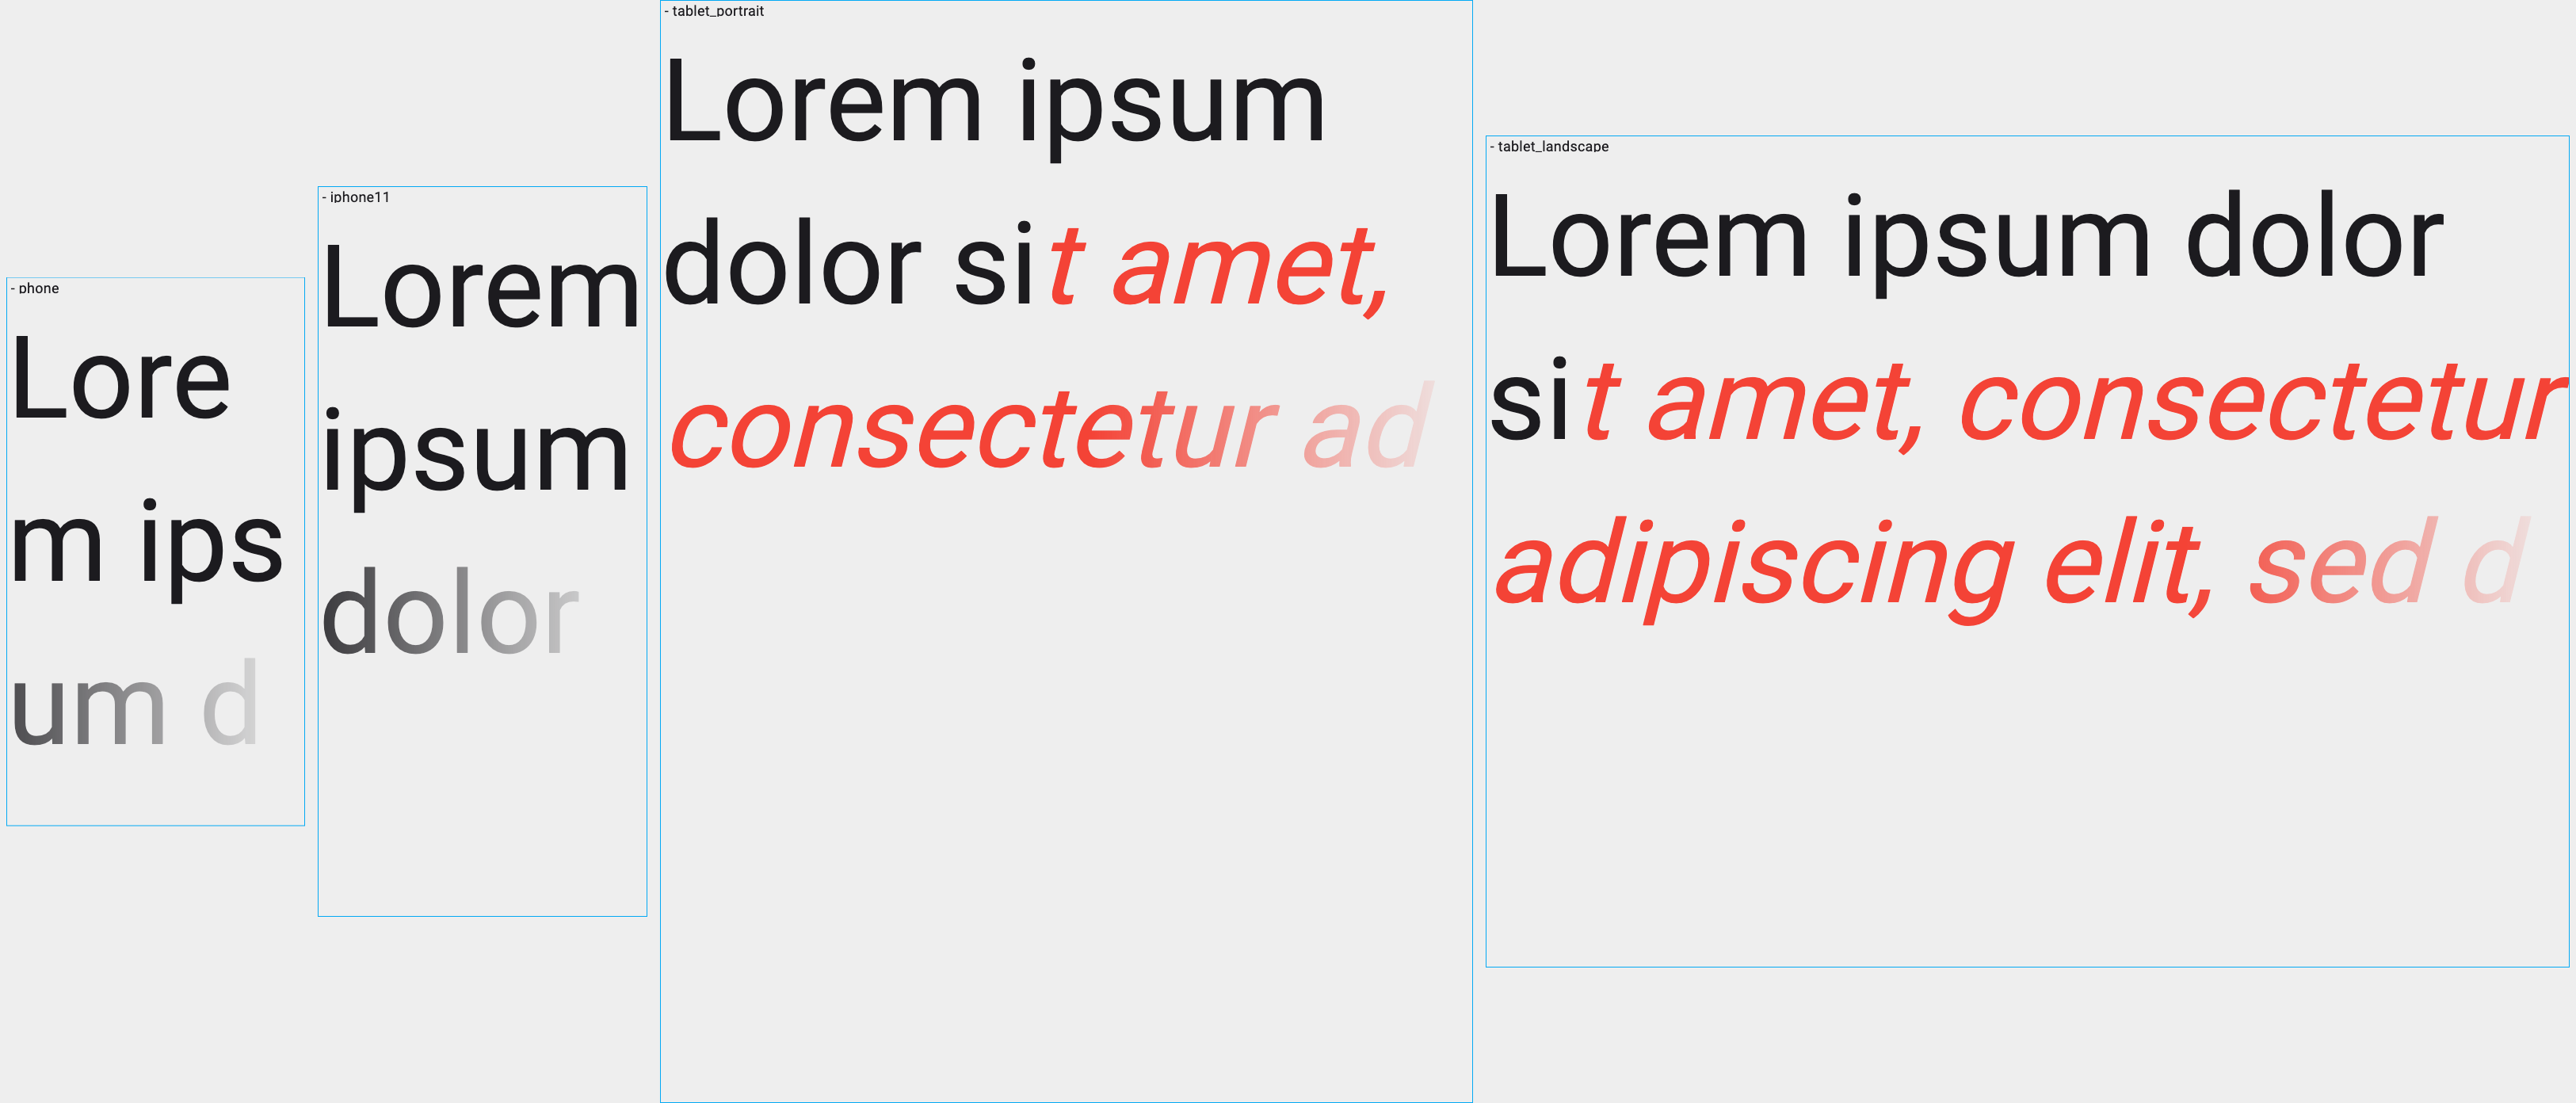 - phone
Lore
m ips
um d
- iphone11
Lorem
ipsum
dolor
- tablet_portrait
Lorem ipsum
dolor sit amet,
consectetur ad
- tablet_landscape
Lorem ipsum dolor
sit amet, consectetur
adipiscing elit, sed d